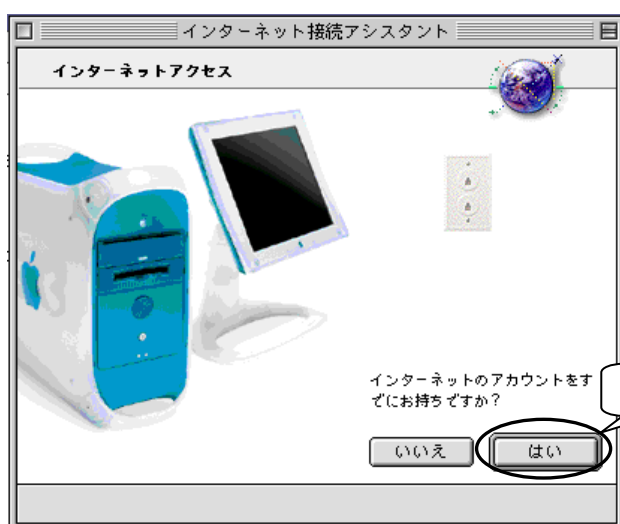 インターネット接続アシスタント
インターネットアクセス
インターネットのアカウントをす
でにお持ちですか？
いいえ
はい